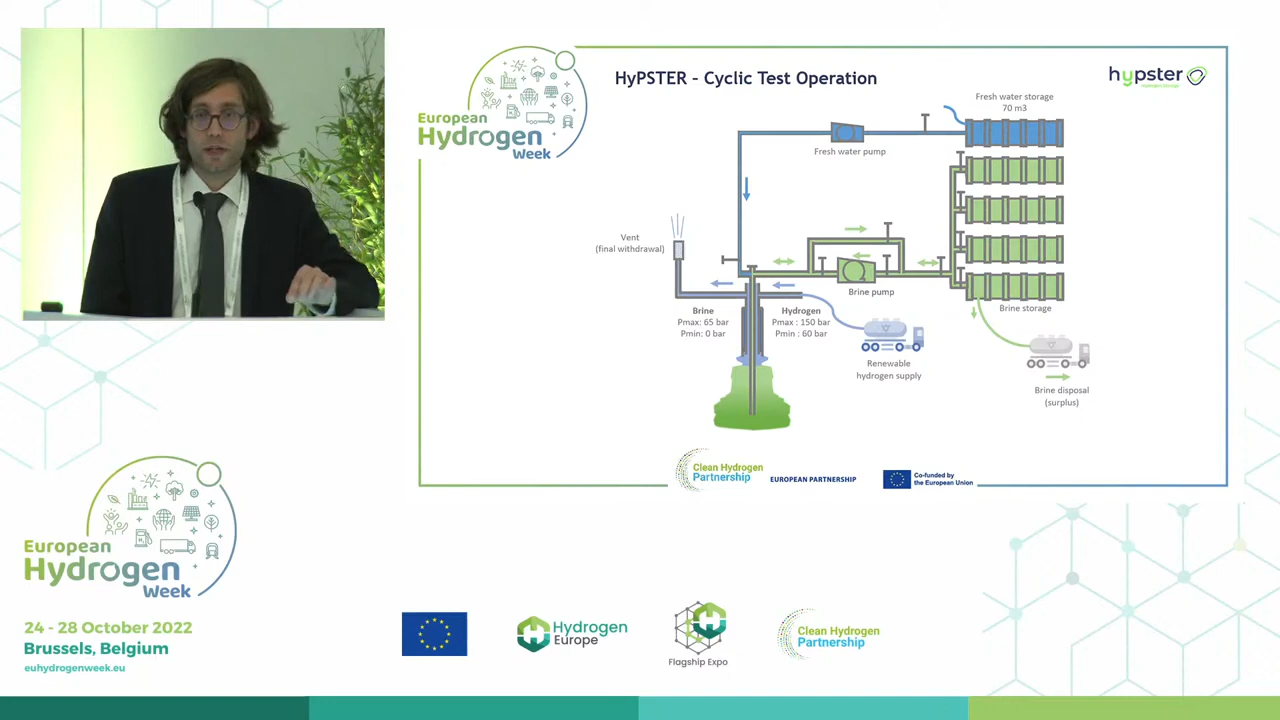 European
Hydrogen
Week
HyPSTER – Cyclic Test Operation
hypster
Fresh water storage
70 m3
Fresh water pump
Vent
(final withdrawal)
Brine pump
Brine storage
Brine
Pmax: 65 bar
Pmin: 0 bar
Hydrogen
Pmax : 150 bar
Pmin : 60 bar
Renewable
hydrogen supply
Brine disposal
(surplus)
Clean Hydrogen
Partnership
EUROPEAN PARTNERSHIP
Co-funded by
the European Union
European
Hydrogen
Week
24 - 28 October 2022
Brussels, Belgium
euhydrogenweek.eu
Hydrogen
Europe
Flagship Expo
Clean Hydrogen
Partnership